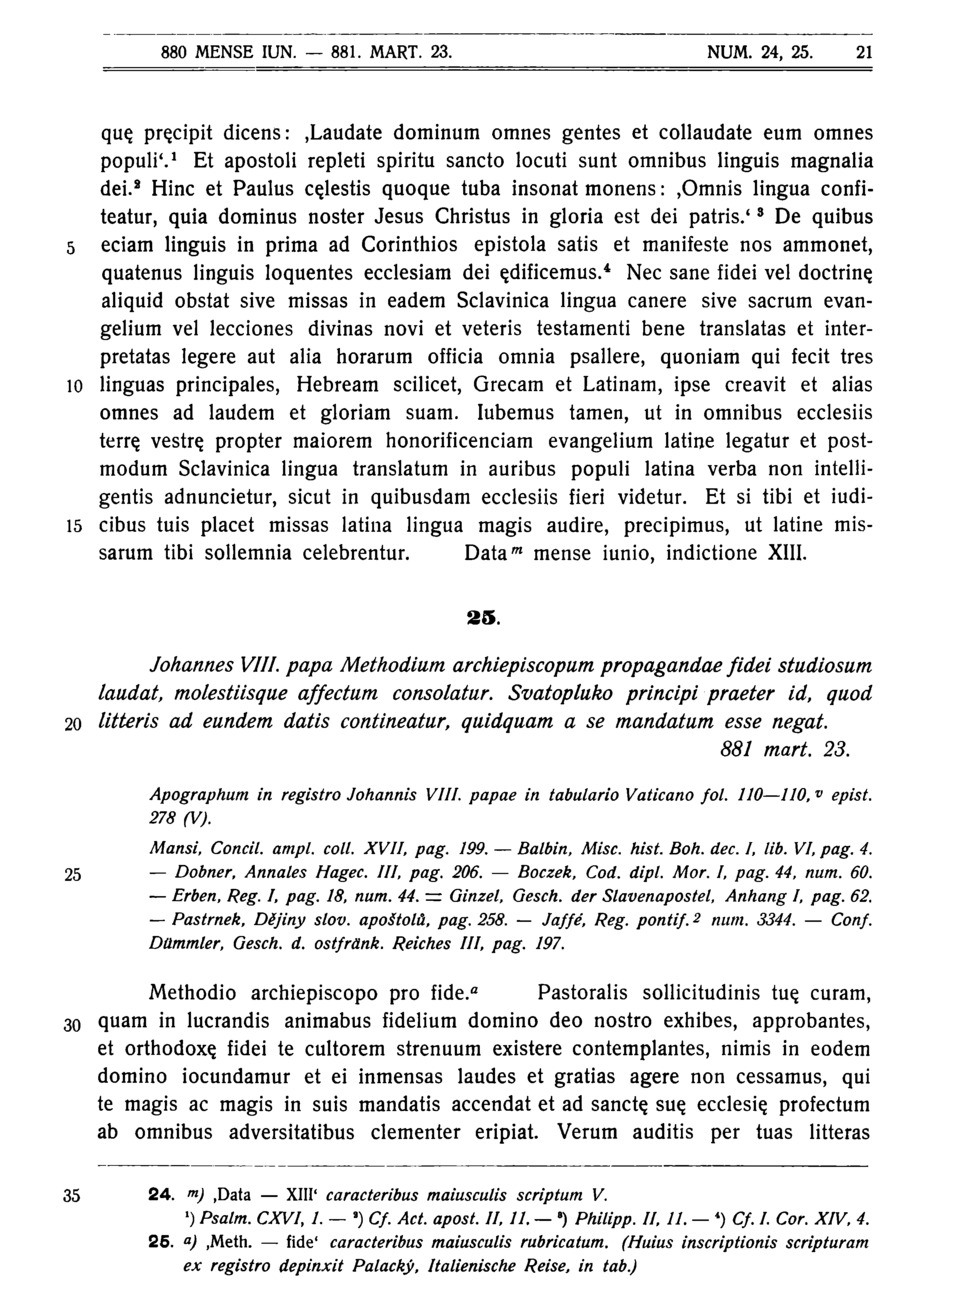 880 MENSE IUN. — 881. MART. 23. NUM. 24, 25. 21
quę pręcipit dicens: ‚Laudate dominum omnes gentes et collaudate eum omnes
populi‘.¹ Et apostoli repleti spiritu sancto locuti sunt omnibus linguis magnalia
dei.² Hinc et Paulus cęlestis quoque tuba insonat monens: ‚Omnis lingua confi-
teatur, quia dominus noster Jesus Christus in gloria est dei patris.‘ ³ De quibus
5 eciam linguis in prima ad Corinthios epistola satis et manifeste nos ammonet,
quatenus linguis loquentes ecclesiam dei ędificemus.⁴ Nec sane fidei vel doctrinę
aliquid obstat sive missas in eadem Sclavinica lingua canere sive sacrum evan-
gelium vel lecciones divinas novi et veteris testamenti bene translatas et inter-
pretatas legere aut alia horarum officia omnia psallere, quoniam qui fecit tres
10 linguas principales, Hebream scilicet, Grecam et Latinam, ipse creavit et alias
omnes ad laudem et gloriam suam. Iubemus tamen, ut in omnibus ecclesiis
terrę vestrę propter maiorem honorificenciam evangelium latine legatur et post-
modum Sclavinica lingua translatum in auribus populi latina verba non intelli-
gentis adnuncietur, sicut in quibusdam ecclesiis fieri videtur. Et si tibi et iudi-
15 cibus tuis placet missas latina lingua magis audire, precipimus, ut latine mis-
sarum tibi sollemnia celebrentur. Data ᵐ mense iunio, indictione XIII.
25.
Johannes VIII. papa Methodium archiepiscopum propagandae fidei studiosum
laudat, molestiisque affectum consolatur. Svatopluko principi praeter id, quod
20 litteris ad eundem datis contineatur, quidquam a se mandatum esse negat.
881 mart. 23.
Apographum in registro Johannis VIII. papae in tabulario Vaticano fol. 110—110, ᵛ epist.
278 (V).
Mansi, Concil. ampl. coll. XVII, pag. 199. — Balbin, Misc. hist. Boh. dec. I, lib. VI, pag. 4.
25 — Dobner, Annales Hagec. III, pag. 206. — Boczek, Cod. dipl. Mor. I, pag. 44, num. 60.
— Erben, Reg. I, pag. 18, num. 44. = Ginzel, Gesch. der Slavenapostel, Anhang I, pag. 62.
— Pastrnek, Dějiny slov. apoštolů, pag. 258. — Jaffé, Reg. pontif.² num. 3344. — Conf.
Dümmler, Gesch. d. ostfränk. Reiches III, pag. 197.
Methodio archiepiscopo pro fide.ᵃ Pastoralis sollicitudinis tuę curam,
30 quam in lucrandis animabus fidelium domino deo nostro exhibes, approbantes,
et orthodoxę fidei te cultorem strenuum existere contemplantes, nimis in eodem
domino iocundamur et ei inmensas laudes et gratias agere non cessamus, qui
te magis ac magis in suis mandatis accendat et ad sanctę suę ecclesię profectum
ab omnibus adversitatibus clementer eripiat. Verum auditis per tuas litteras
35 24. m) ‚Data — XIII‘ caracteribus maiusculis scriptum V.
¹) Psalm. CXVI, 1. — ²) Cf. Act. apost. II, 11. — ³) Philipp. II, 11. — ⁴) Cf. I. Cor. XIV, 4.
25. a) ‚Meth. — fide‘ caracteribus maiusculis rubricatum. (Huius inscriptionis scripturam
ex registro depinxit Palacký, Italienische Reise, in tab.)